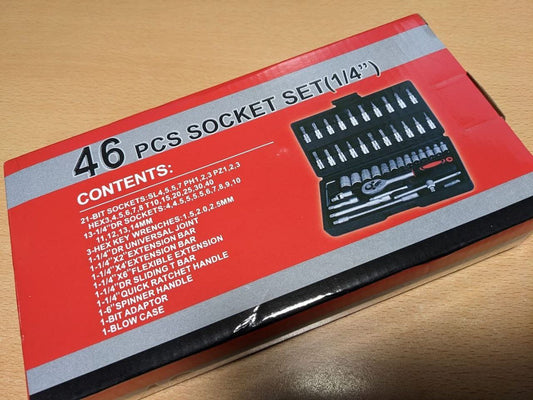 46 PCS SOCKET SET(1/4")
CONTENTS:
21-BIT SOCKETS:SL4,5.5,7 PH1,2,3 PZ1,2,3
HEX3,4,5,6,7,8 T10,15,20,25,30,40
13-1/4"DR SOCKETS:4,4.5,5,5.5,6,7,8,9,10
11,12,13,14MM
3-HEX KEY WRENCHES:1.5,2.0,2.5MM
1-1/4"DR UNIVERSAL JOINT
1-1/4"X2"EXTENSION BAR
1-1/4"X4"EXTENSION BAR
1-1/4"X6"FLEXIBLE EXTENSION
1-1/4"DR SLIDING T BAR
1-1/4"QUICK RATCHET HANDLE
1-6"SPINNER HANDLE
1-BIT ADAPTOR
1-BLOW CASE